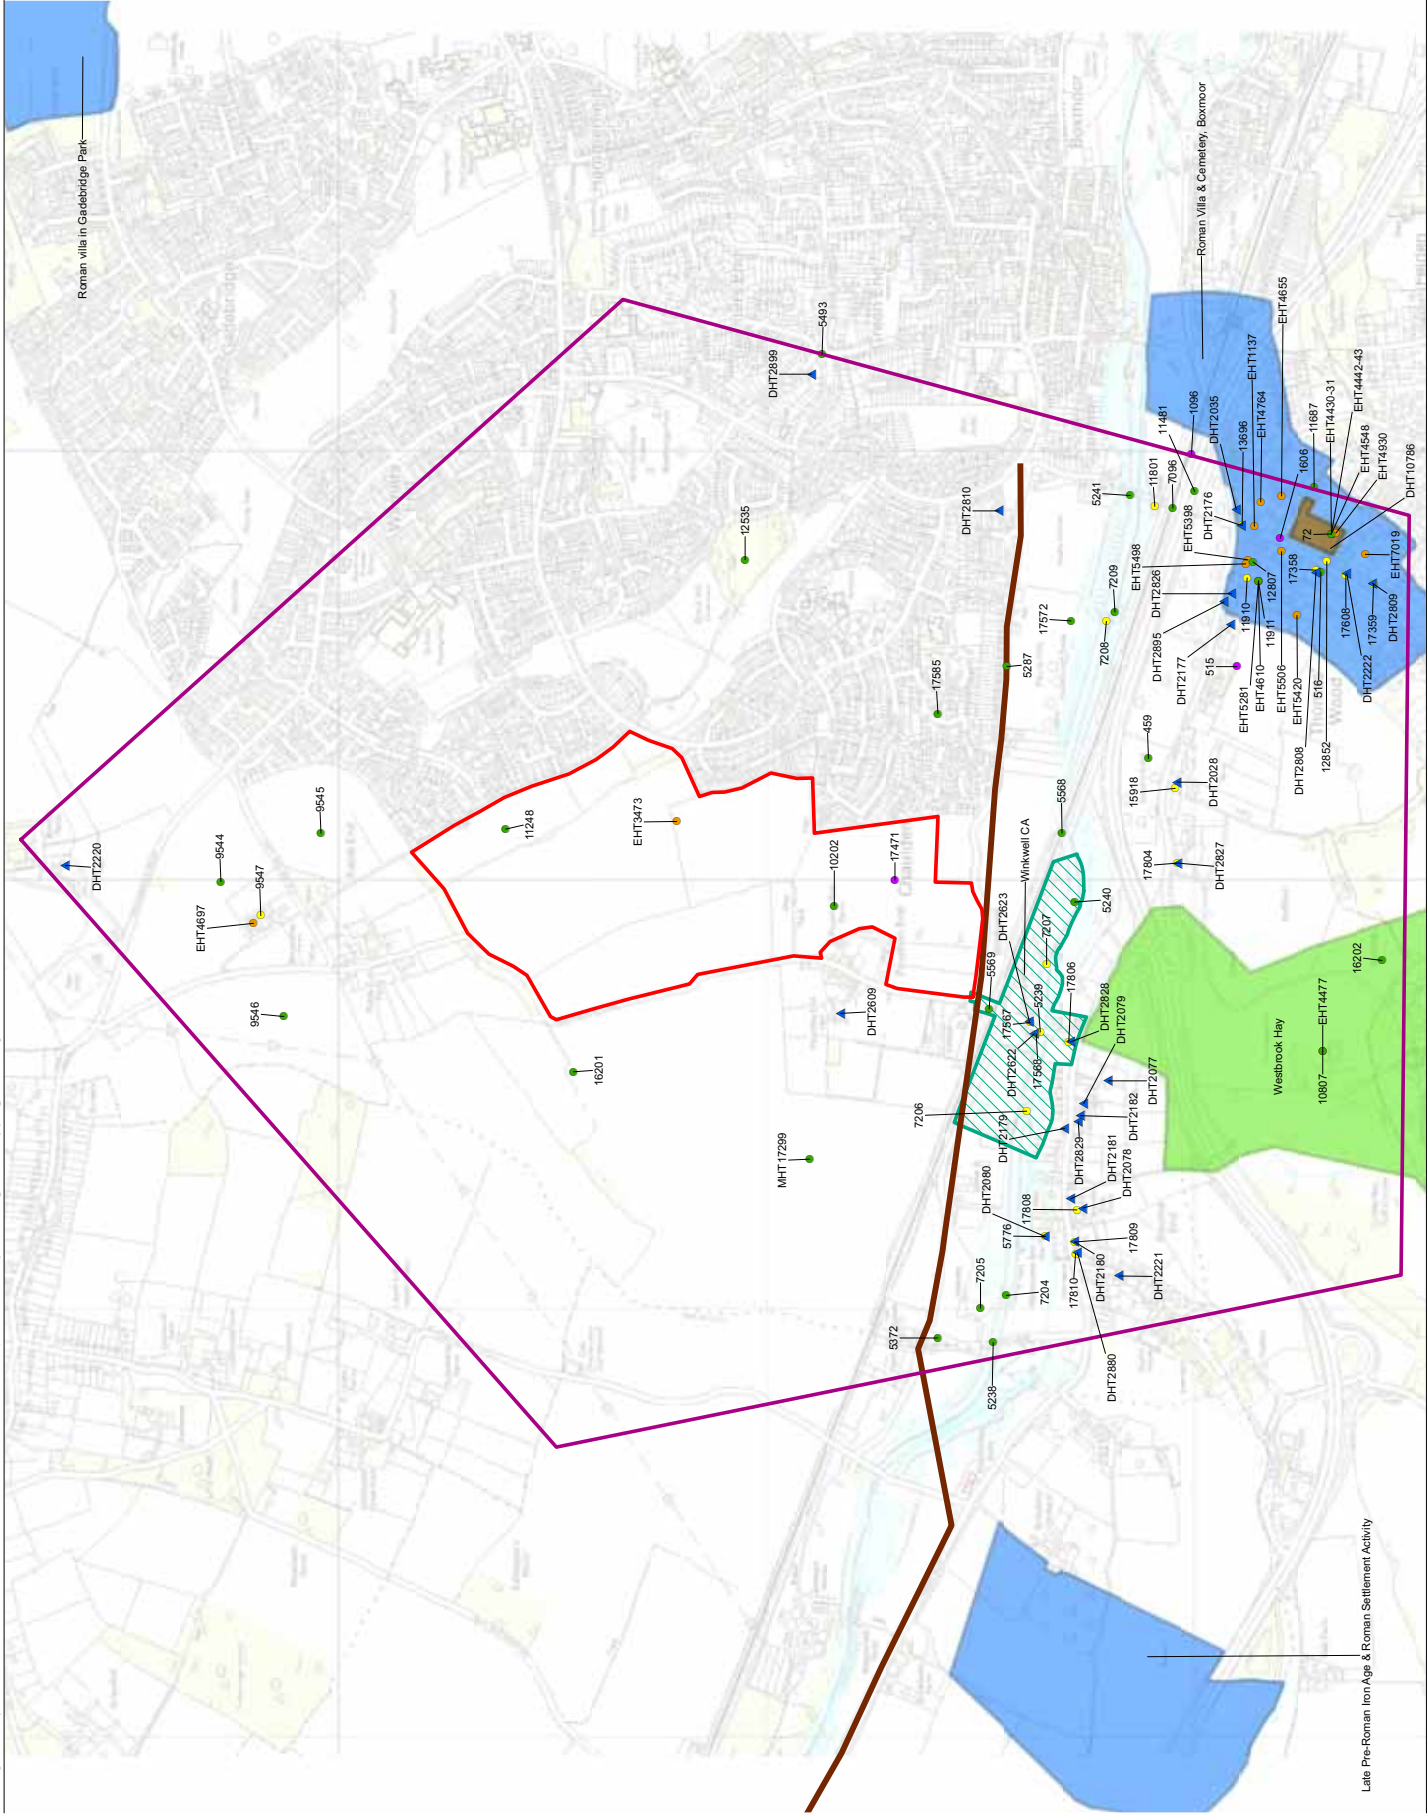 Roman villa in Gadebridge Park
DHT2220
9544
9547
EHT4697
9545
9546
11248
EHT3473
10202
17471
DHT2609
16201
MHT17299
DHT2899
5493
12535
DHT2810
17585
5287
17572
7208
7209
5241
11801
7096
11481
1096
Roman Villa & Cemetery, Boxmoor
DHT2035
13696
EHT1137
EHT4764
EHT4655
1606
11687
EHT4430-31
EHT4442-43
EHT4548
EHT4930
DHT10786
72
EHT7019
DHT2176
EHT5398
EHT5498
12807
DHT2826
DHT2895
11910
11911
DHT2177
515
EHT5281
EHT4610
EHT5506
EHT5420
17358
516
DHT2808
12852
17608
DHT2222
17359
DHT2809
459
15918
DHT2028
17804
DHT2827
5568
Winkwell CA
5240
DHT2623
7207
5569
5239
17567
DHT2622
17568
17806
DHT2828
DHT2079
DHT2077
DHT2182
DHT2829
DHT2179
7206
DHT2181
DHT2078
DHT2080
17808
5776
17809
DHT2180
17810
DHT2221
DHT2880
7205
7204
5372
5238
Westbrook Hay
16202
10807
EHT4477
Late Pre-Roman Iron Age & Roman Settlement Activity